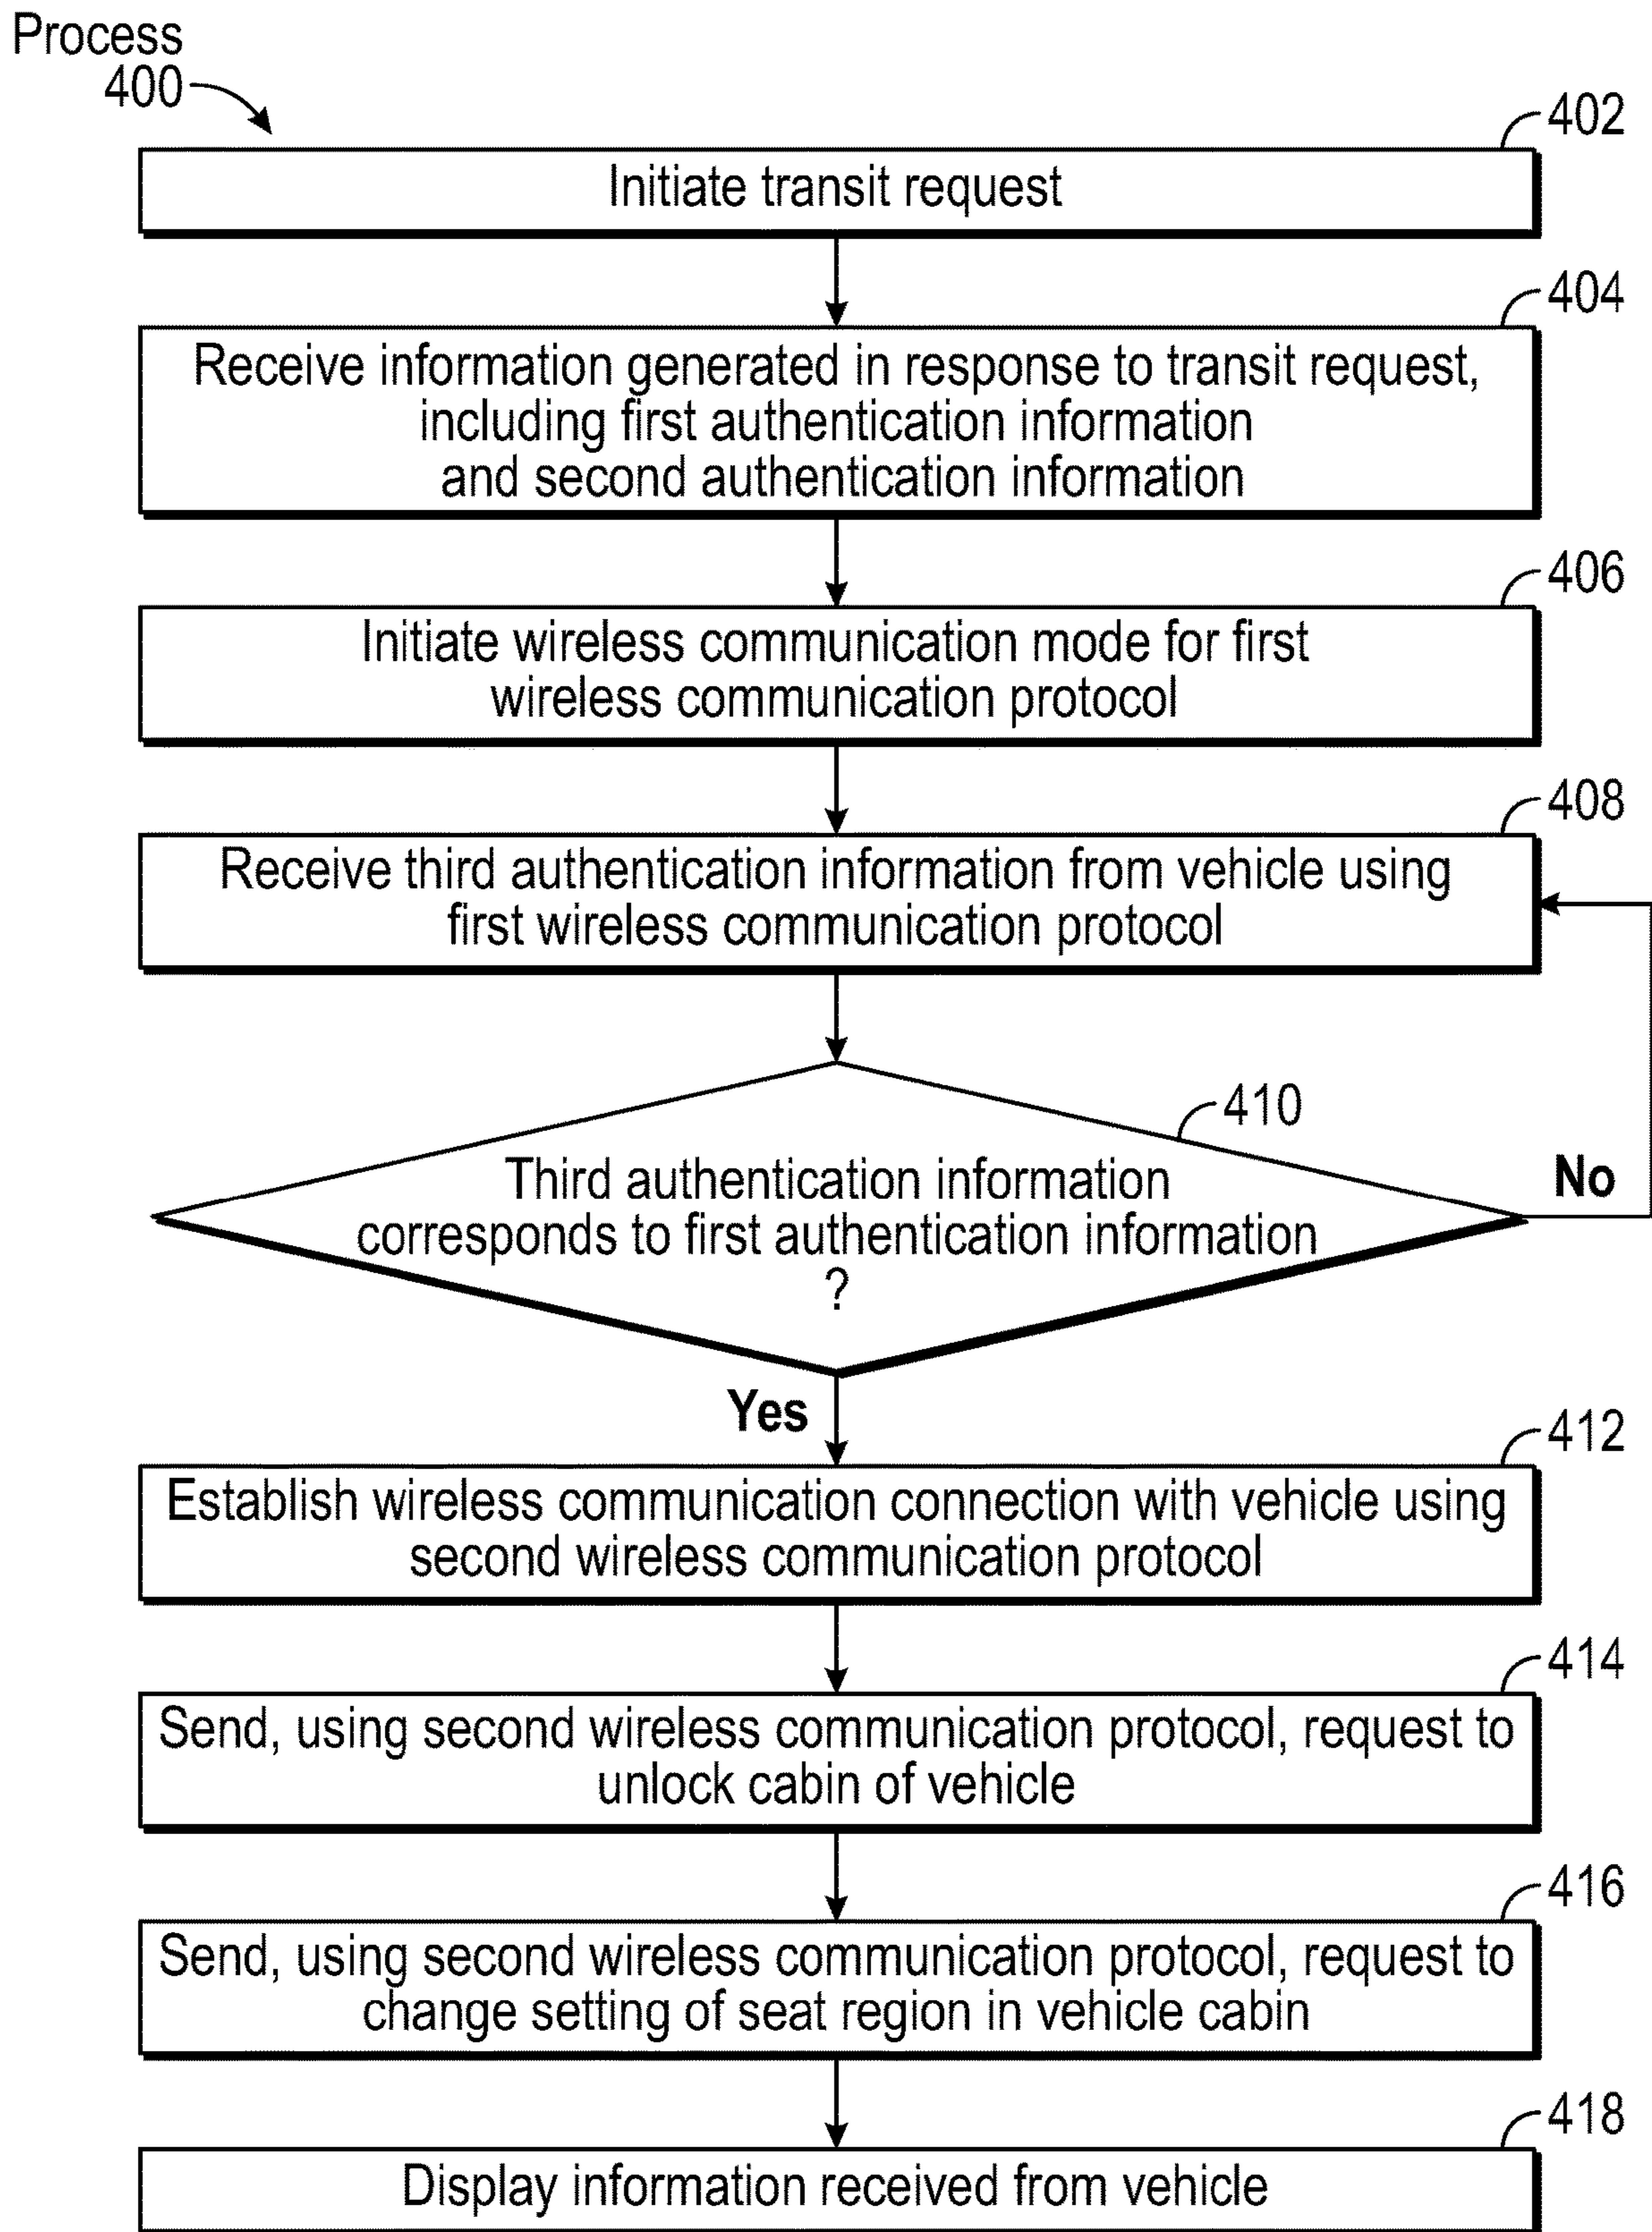 Process
400
402
Initiate transit request
404
Receive information generated in response to transit request,
including first authentication information
and second authentication information
406
Initiate wireless communication mode for first
wireless communication protocol
408
Receive third authentication information from vehicle using
first wireless communication protocol
410
Third authentication information
corresponds to first authentication information
?
No
Yes
412
Establish wireless communication connection with vehicle using
second wireless communication protocol
414
Send, using second wireless communication protocol, request to
unlock cabin of vehicle
416
Send, using second wireless communication protocol, request to
change setting of seat region in vehicle cabin
418
Display information received from vehicle